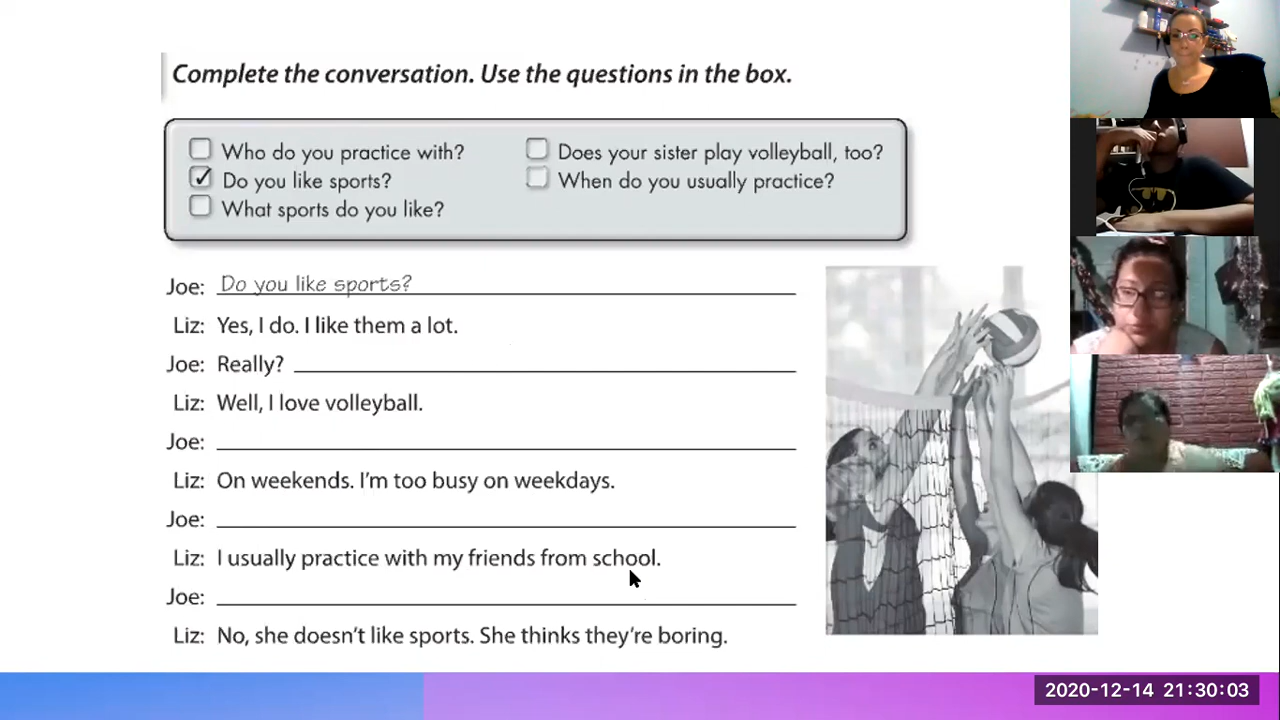 Complete the conversation. Use the questions in the box.
Who do you practice with?
Do you like sports?
What sports do you like?
Does your sister play volleyball, too?
When do you usually practice?
Joe: Do you like sports?
Liz: Yes, I do. I like them a lot.
Joe: Really?
Liz: Well, I love volleyball.
Joe:
Liz: On weekends. I'm too busy on weekdays.
Joe:
Liz: I usually practice with my friends from school.
Joe:
Liz: No, she doesn't like sports. She thinks they're boring.
2020-12-14 21:30:03